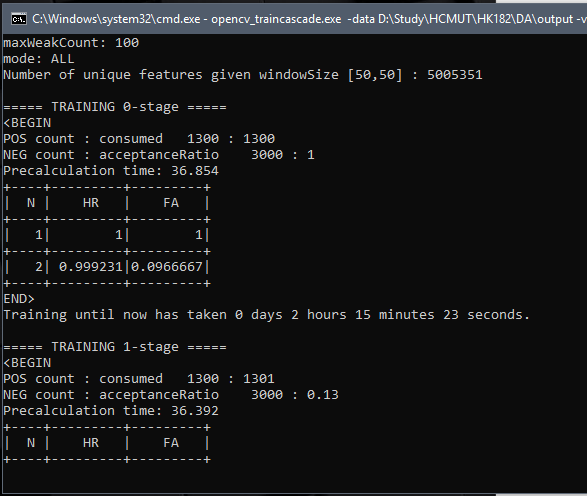 C:\Windows\system32\cmd.exe - opencv_traincascade.exe  -data D:\Study\HCMUT\HK182\DA\output -v
maxWeakCount: 100
mode: ALL
Number of unique features given windowSize [50,50] : 5005351

===== TRAINING 0-stage =====
<BEGIN
POS count : consumed   1300 : 1300
NEG count : acceptanceRatio    3000 : 1
Precalculation time: 36.854
+----+---------+---------+
|  N |    HR   |    FA   |
+----+---------+---------+
|   1|        1|        1|
+----+---------+---------+
|   2| 0.999231|0.0966667|
+----+---------+---------+
END>
Training until now has taken 0 days 2 hours 15 minutes 23 seconds.

===== TRAINING 1-stage =====
<BEGIN
POS count : consumed   1300 : 1301
NEG count : acceptanceRatio    3000 : 0.13
Precalculation time: 36.392
+----+---------+---------+
|  N |    HR   |    FA   |
+----+---------+---------+